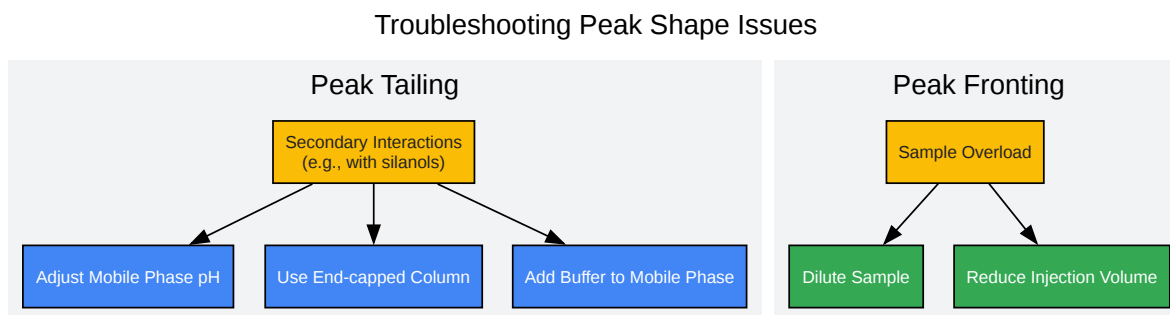 Troubleshooting Peak Shape Issues
Peak Tailing
Secondary Interactions
(e.g., with silanols)
Adjust Mobile Phase pH
Use End-capped Column
Add Buffer to Mobile Phase
Peak Fronting
Sample Overload
Dilute Sample
Reduce Injection Volume